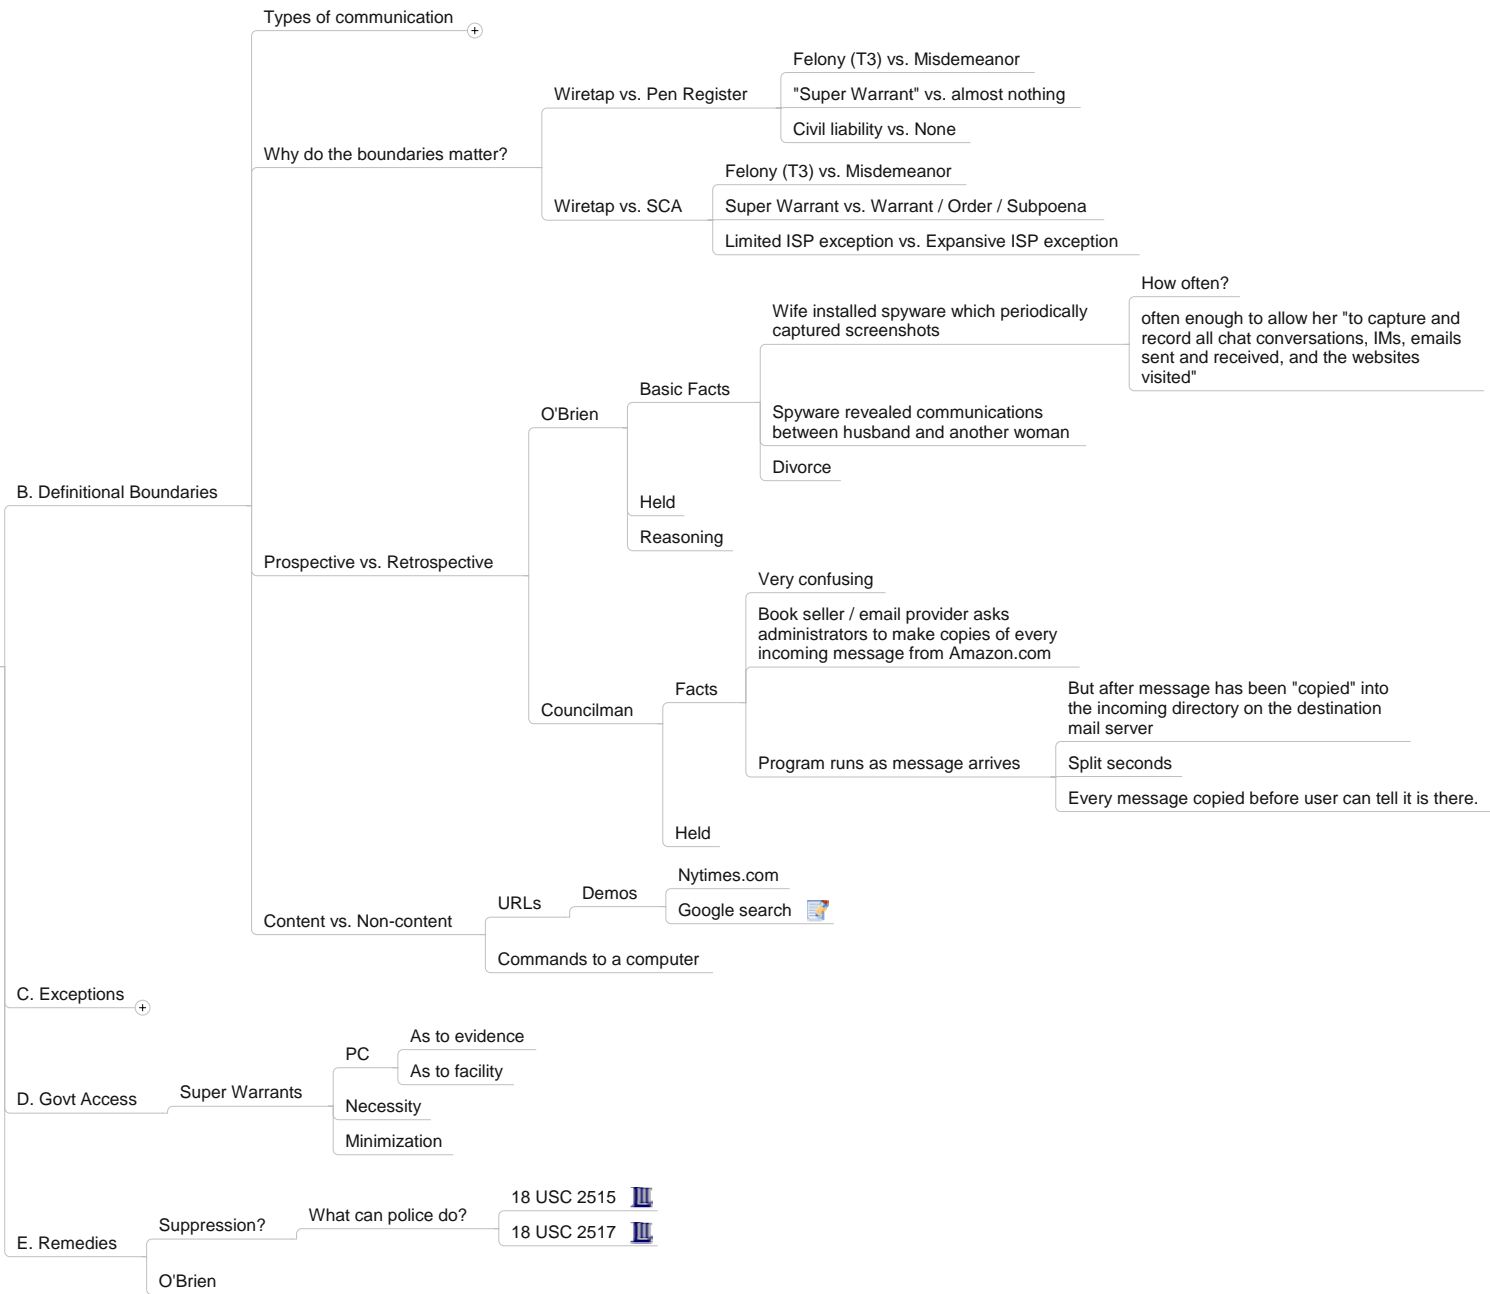 Types of communication
Why do the boundaries matter?
Wiretap vs. Pen Register
Felony (T3) vs. Misdemeanor
"Super Warrant" vs. almost nothing
Civil liability vs. None
Wiretap vs. SCA
Felony (T3) vs. Misdemeanor
Super Warrant vs. Warrant / Order / Subpoena
Limited ISP exception vs. Expansive ISP exception
B. Definitional Boundaries
Prospective vs. Retrospective
O'Brien
Basic Facts
Wife installed spyware which periodically
captured screenshots
How often?
often enough to allow her "to capture and
record all chat conversations, IMs, emails
sent and received, and the websites
visited"
Spyware revealed communications
between husband and another woman
Divorce
Held
Reasoning
Councilman
Facts
Very confusing
Book seller / email provider asks
administrators to make copies of every
incoming message from Amazon.com
Program runs as message arrives
But after message has been "copied" into
the incoming directory on the destination
mail server
Split seconds
Every message copied before user can tell it is there.
Held
Content vs. Non-content
URLs
Demos
Nytimes.com
Google search
Commands to a computer
C. Exceptions
D. Govt Access
Super Warrants
PC
As to evidence
As to facility
Necessity
Minimization
E. Remedies
Suppression?
What can police do?
18 USC 2515
18 USC 2517
O'Brien